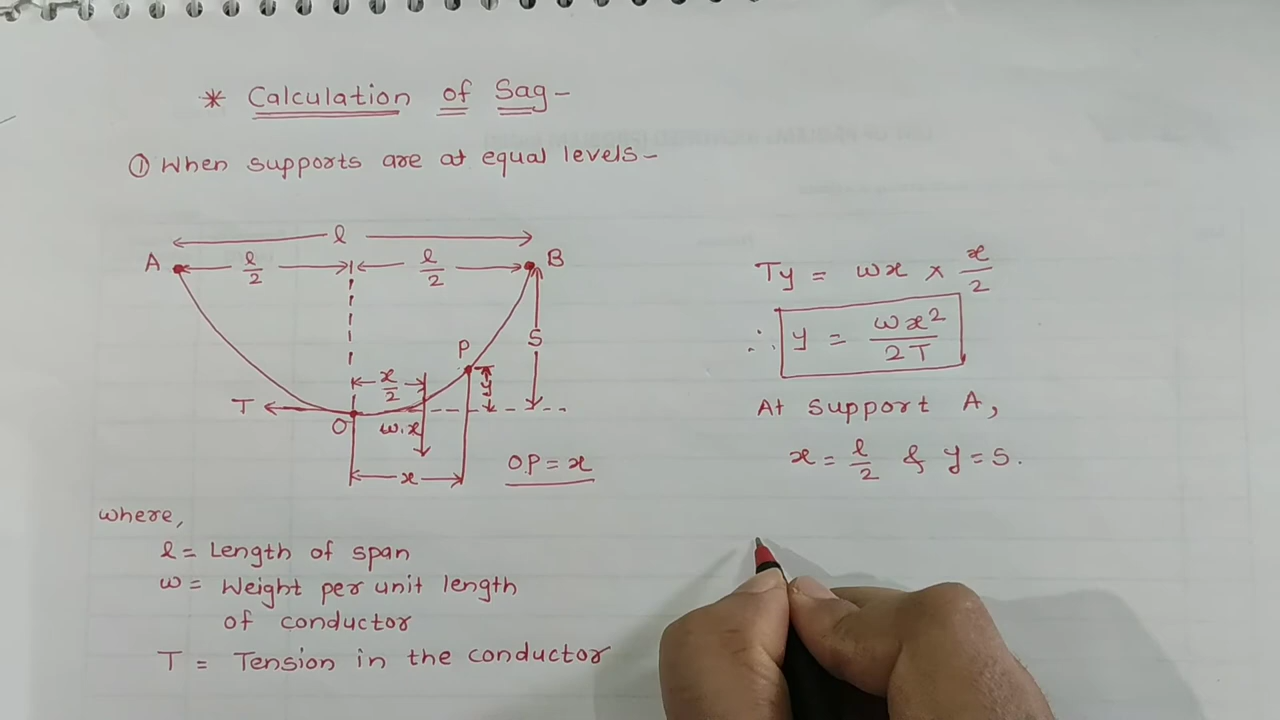 * Calculation of Sag-
① When supports are at equal levels-
l
A l/2 l/2 B
S
P
x/2 y
T
O w.x
x OP = x
where,
l = Length of span
w = Weight per unit length
of conductor
T = Tension in the conductor
Ty = wx × x/2
∴ y = wx²/2T
At support A,
x = l/2 & y = S.